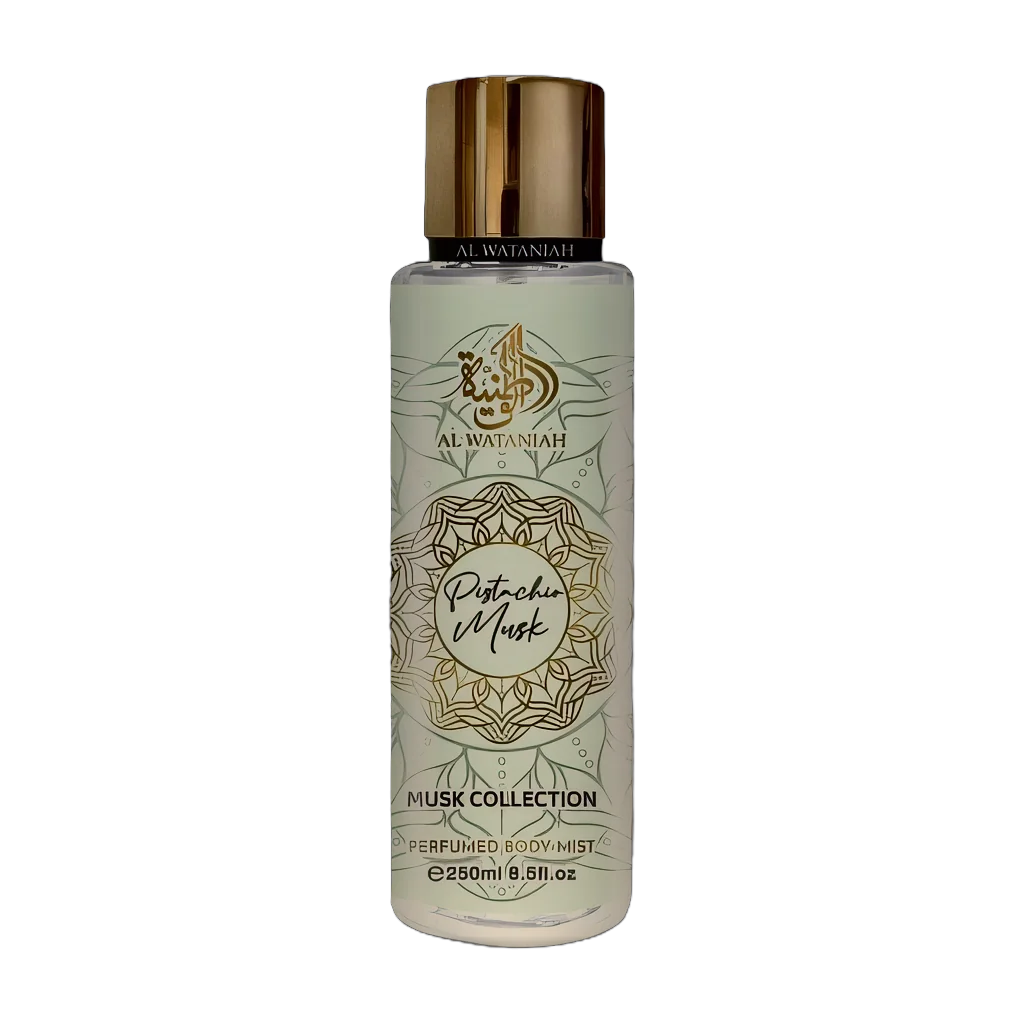 AL WATANIAH
الوطنية
AL WATANIAH
Pistachio
Musk
MUSK COLLECTION
PERFUMED BODY MIST
℮250ml 8.5fl.oz